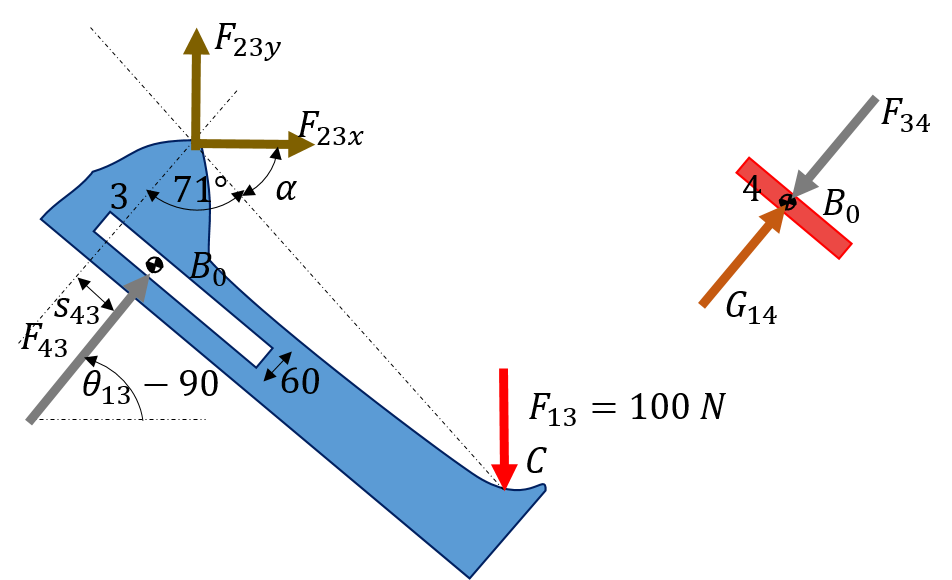 F₂₃y
F₂₃ₓ
F₃₄
3
71°
α
4
B₀
B₀
s₄₃
G₁₄
F₄₃
θ₁₃ − 90
60
F₁₃ = 100 N
C